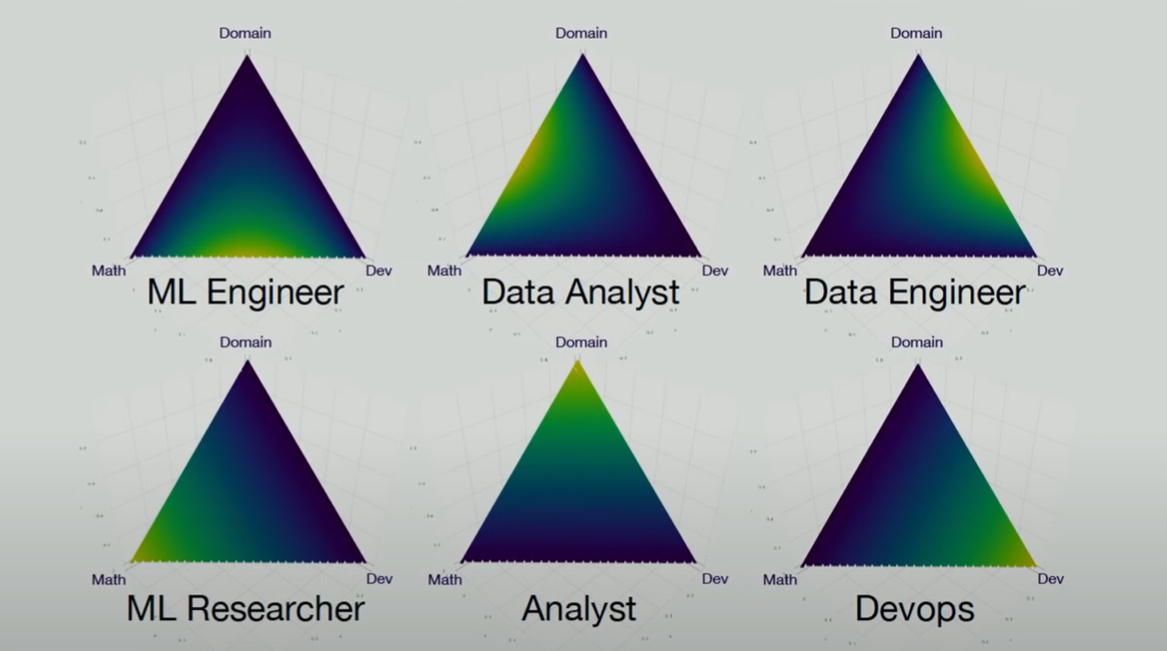 Domain
Domain
Domain
Math
Dev
Math
Dev
Math
Dev
ML Engineer
Data Analyst
Data Engineer
Domain
Domain
Domain
Math
Dev
Math
Dev
Math
Dev
ML Researcher
Analyst
Devops